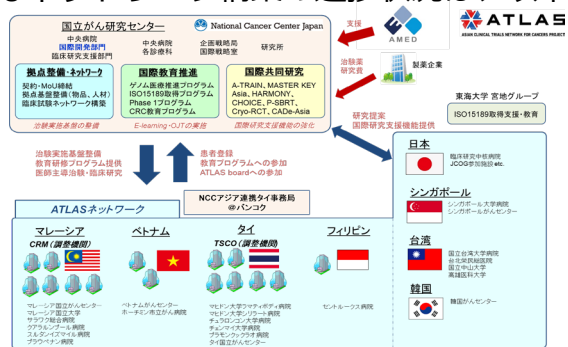 国立がん研究センター
National Cancer Center Japan
中央病院
国際開発部門
臨床研究支援部門
中央病院
各診療科
企画戦略局
国際戦略室
研究所
拠点整備・ネットワーク
契約・MoU締結
拠点基盤整備(物品、人材)
臨床試験ネットワーク構築
国際教育推進
ゲノム医療推進プログラム
ISO15189取得プログラム
Phase 1プログラム
CRC教育プログラム
国際共同研究
A-TRAIN, MASTER KEY
Asia, HARMONY,
CHOICE, P-SBRT,
Cryo-RCT, CADe-Asia
治験実施基盤の整備
E-learning・OJTの実施
国際研究支援機能の強化
支援
AMED
ATLAS
ASIAN CLINICAL TRIALS NETWORK FOR CANCERS PROJECT
治験薬
研究費
製薬企業
東海大学 宮地グループ
ISO15189取得支援・教育
研究提案
国際研究支援機能提供
治験実施基盤整備
教育研修プログラム提供
医師主導治験・臨床研究
患者登録
教育プログラムへの参加
ATLAS boardへの参加
NCCアジア連携タイ事務局
@バンコク
ATLASネットワーク
マレーシア
CRM (調整機関)
マレーシア国立がんセンター
マレーシア国立大学
サラワク総合病院
クアラルンプール病院
スルタンイズマイル病院
プラウペナン病院
ベトナム
ベトナムがんセンター
ホーチミン市立がん病院
タイ
TSCO (調整機関)
マヒドン大学ラマティボディ病院
マヒドン大学シリラート病院
チュラロンコン大学病院
チェンマイ大学病院
プラモンクックラオ病院
タイ国立がんセンター
フィリピン
セントルークス病院
日本
臨床研究中核病院
JCOG参加施設 etc.
シンガポール
シンガポール大学病院
シンガポールがんセンター
台湾
国立台湾大学病院
台北栄民総医院
国立中山大学
高雄医科大学
韓国
韓国がんセンター